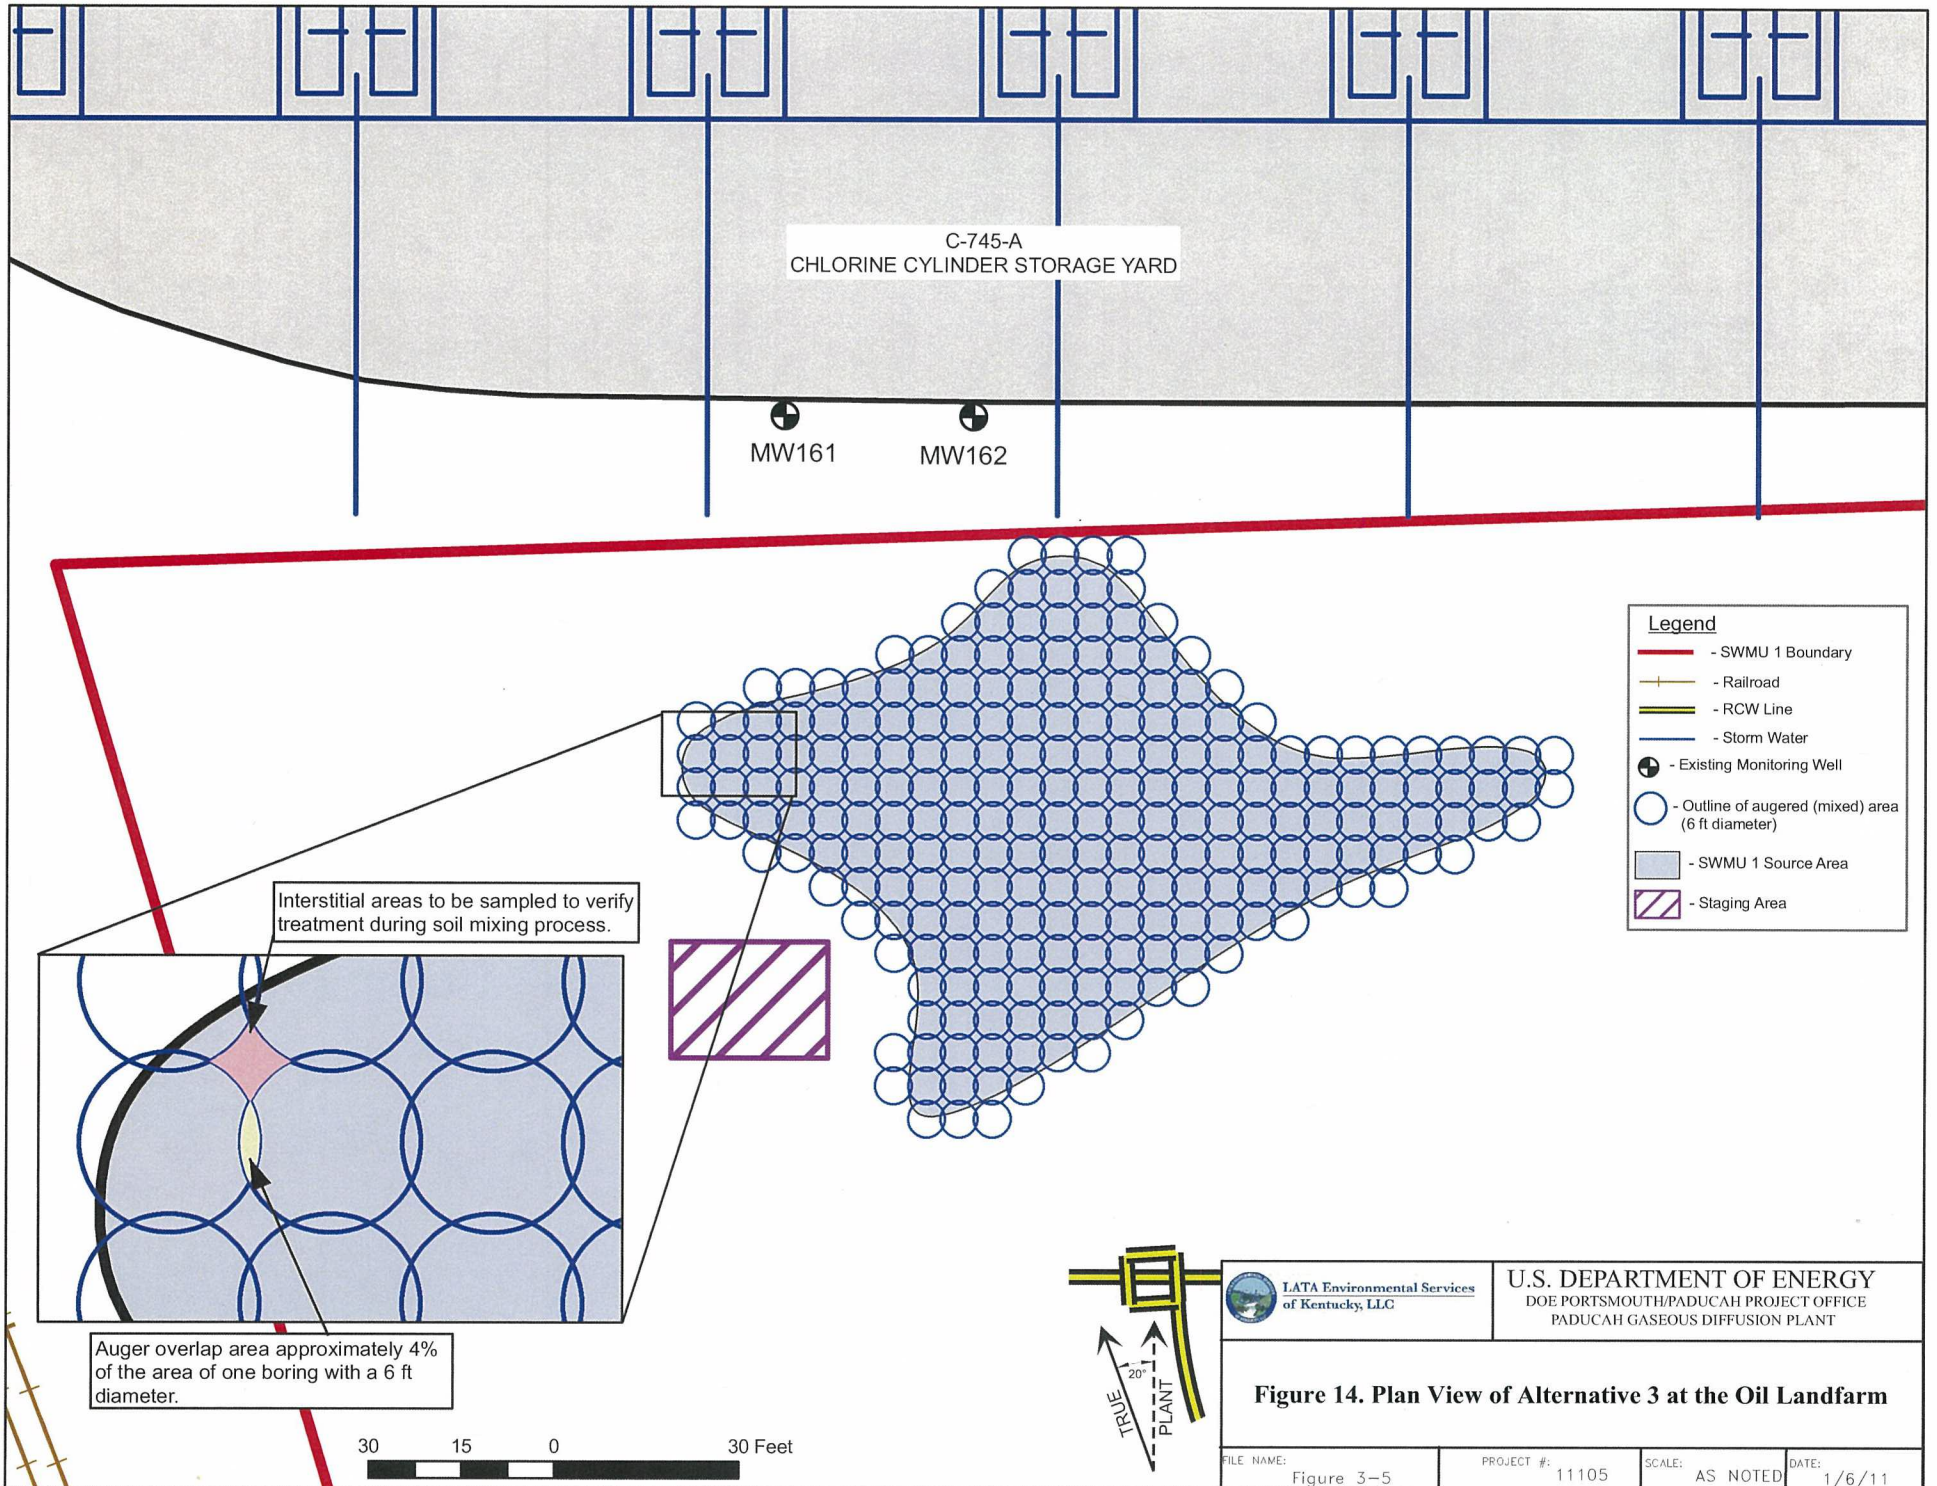 C-745-A
CHLORINE CYLINDER STORAGE YARD
MW161
MW162
Legend
- SWMU 1 Boundary
- Railroad
- RCW Line
- Storm Water
- Existing Monitoring Well
- Outline of augered (mixed) area
(6 ft diameter)
- SWMU 1 Source Area
- Staging Area
Interstitial areas to be sampled to verify
treatment during soil mixing process.
Auger overlap area approximately 4%
of the area of one boring with a 6 ft
diameter.
30 15 0 30 Feet
20°
TRUE
PLANT
LATA Environmental Services
of Kentucky, LLC
U.S. DEPARTMENT OF ENERGY
DOE PORTSMOUTH/PADUCAH PROJECT OFFICE
PADUCAH GASEOUS DIFFUSION PLANT
Figure 14. Plan View of Alternative 3 at the Oil Landfarm
FILE NAME: Figure 3-5
PROJECT #: 11105
SCALE: AS NOTED
DATE: 1/6/11